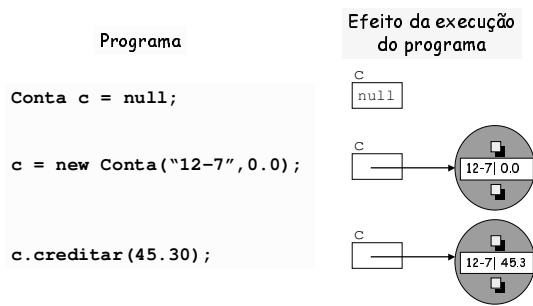 Programa
Efeito da execução
do programa
Conta c = null;
c
null
c = new Conta(“12-7”,0.0);
c
12-7| 0.0
c.creditar(45.30);
c
12-7| 45.3